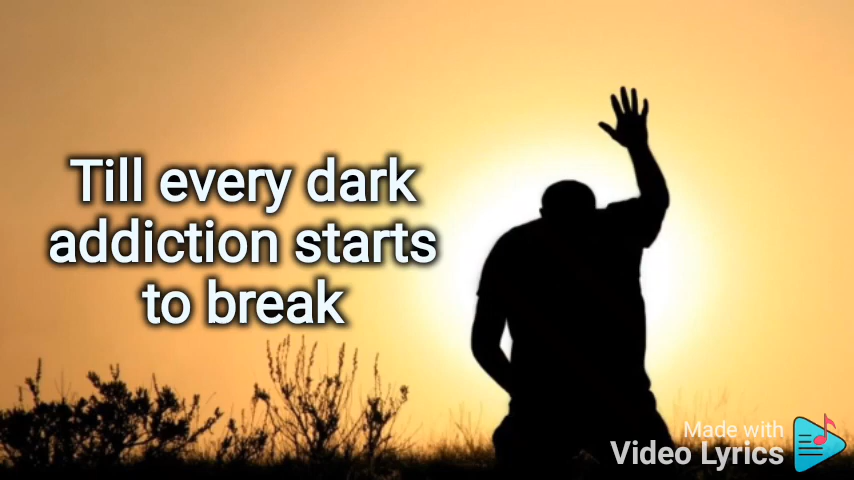 Till every dark
addiction starts
to break
Made with
Video Lyrics